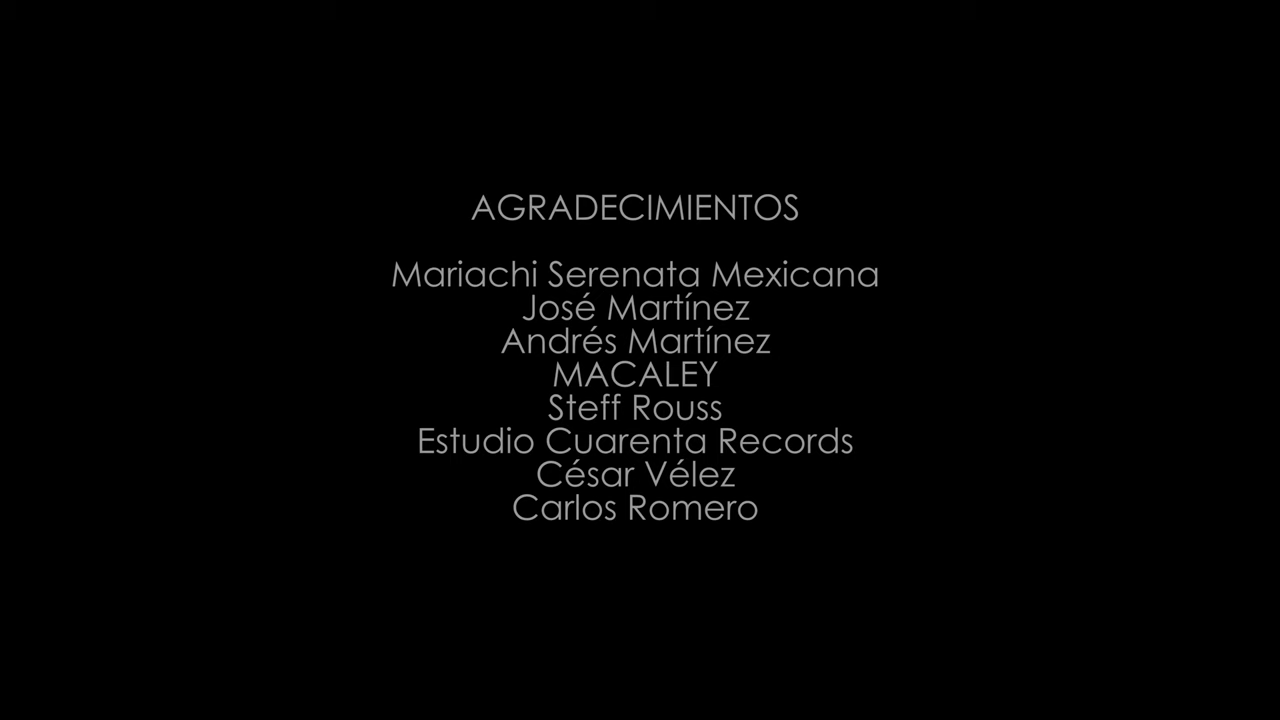 AGRADECIMIENTOS
Mariachi Serenata Mexicana
José Martínez
Andrés Martínez
MACALEY
Steff Rouss
Estudio Cuarenta Records
César Vélez
Carlos Romero